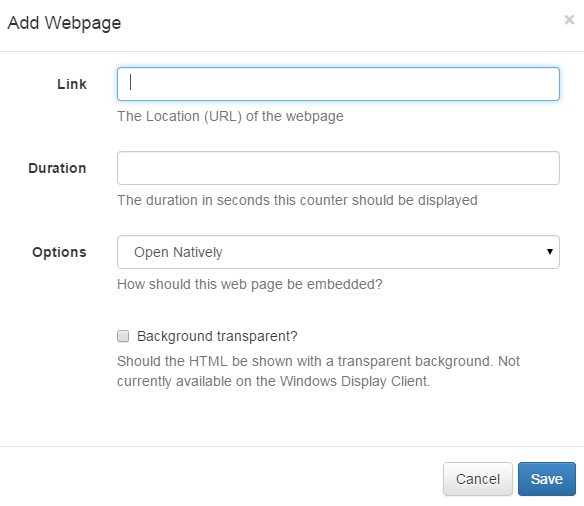 Add Webpage ×
Link
The Location (URL) of the webpage
Duration
The duration in seconds this counter should be displayed
Options Open Natively
How should this web page be embedded?
Background transparent?
Should the HTML be shown with a transparent background. Not
currently available on the Windows Display Client.
Cancel Save